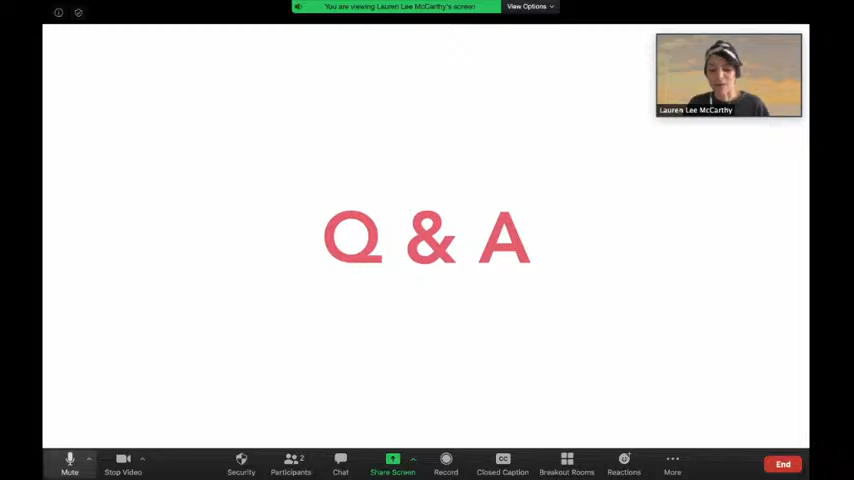 You are viewing Lauren Lee McCarthy's screen
View Options
Lauren Lee McCarthy
Q & A
Mute
Stop Video
Security
Participants
2
Chat
Share Screen
Record
CC
Closed Caption
Breakout Rooms
Reactions
More
End